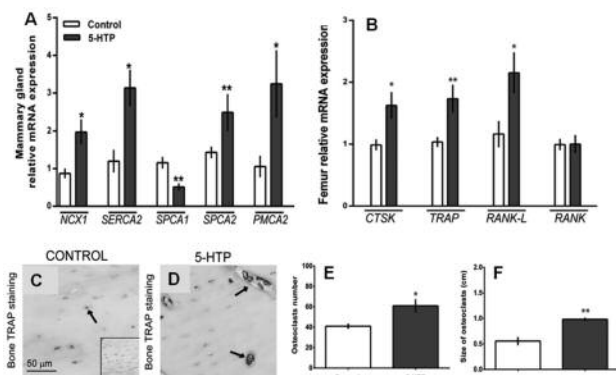 A
Control
5-HTP
Mammary gland
relative mRNA expression
5
4
3
2
1
0
*
*
**
**
*
NCX1 SERCA2 SPCA1 SPCA2 PMCA2
B
Femur relative mRNA expression
3
2
1
0
*
**
*
CTSK TRAP RANK-L RANK
CONTROL
C
Bone TRAP staining
50 µm
5-HTP
D
Bone TRAP staining
E
Osteoclasts number
80
60
40
20
0
*
F
Size of osteoclasts (cm)
1.5
1.0
0.5
0.0
**